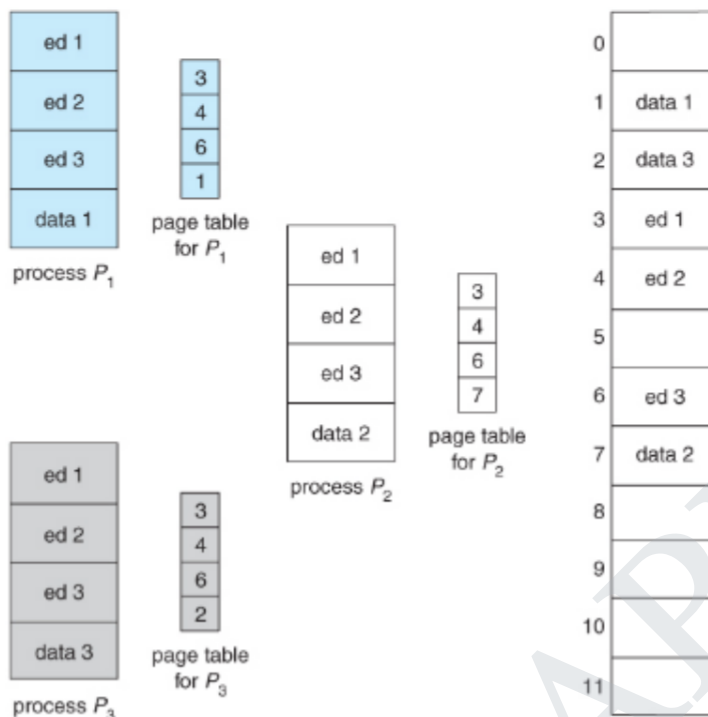 ed 1
ed 2
ed 3
data 1
process P1
3
4
6
1
page table
for P1
ed 1
ed 2
ed 3
data 2
process P2
3
4
6
7
page table
for P2
ed 1
ed 2
ed 3
data 3
process P3
3
4
6
2
page table
for P3
0
1 data 1
2 data 3
3 ed 1
4 ed 2
5
6 ed 3
7 data 2
8
9
10
11